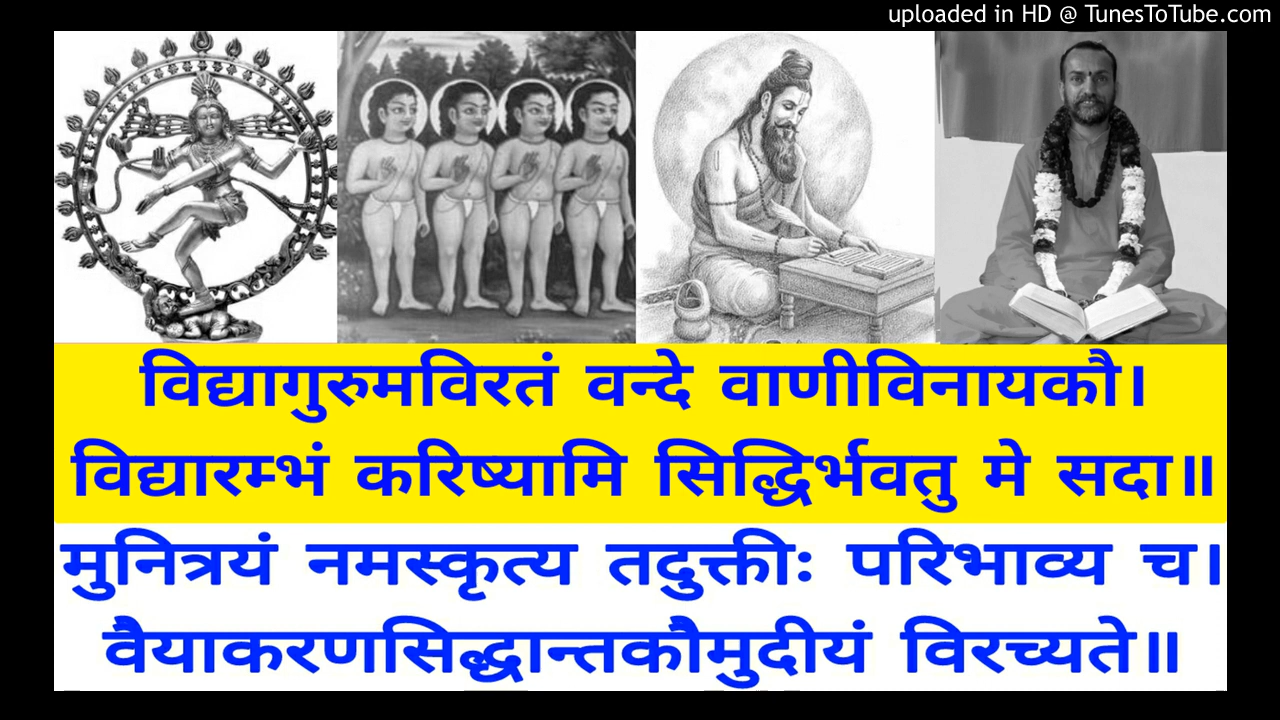 uploaded in HD @ TunesToTube.com
विद्यागुरुमविरतं वन्दे वाणीविनायकौ।
विद्यारम्भं करिष्यामि सिद्धिर्भवतु मे सदा॥
मुनित्रयं नमस्कृत्य तदुक्तीः परिभाव्य च।
वैयाकरणसिद्धान्तकौमुदीयं विरच्यते॥